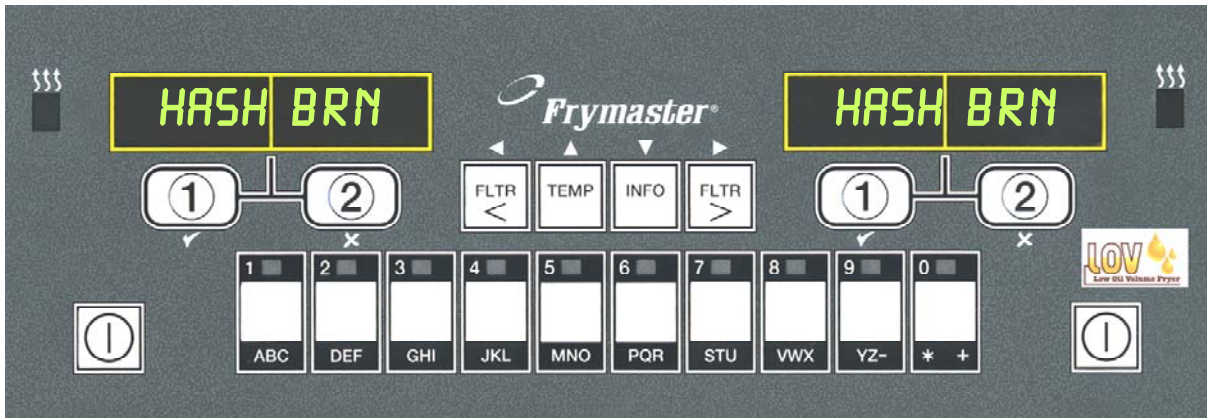 HASH BRN
Frymaster®
HASH BRN
1
2
FLTR <
TEMP
INFO
FLTR >
1
2
LOV
Low Oil Volume Fryer
1 2 3 4 5 6 7 8 9 0
ABC DEF GHI JKL MNO PQR STU VWX YZ- * +